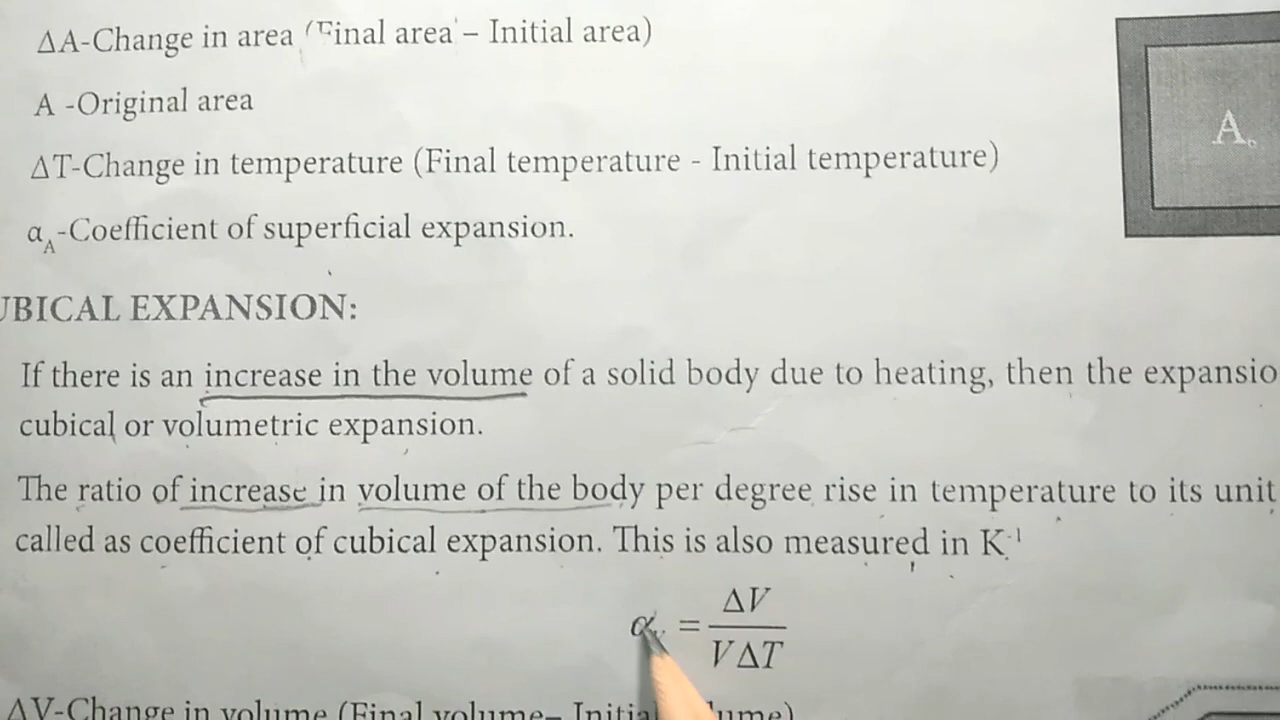 ΔA-Change in area (Final area - Initial area)
A -Original area
A₀
ΔT-Change in temperature (Final temperature - Initial temperature)
α_A-Coefficient of superficial expansion.
UBICAL EXPANSION:
If there is an increase in the volume of a solid body due to heating, then the expansio
cubical or volumetric expansion.
The ratio of increase in volume of the body per degree rise in temperature to its unit
called as coefficient of cubical expansion. This is also measured in K⁻¹
α_v = ΔV / VΔT
ΔV-Change in volume (Final volume– Initia lume)